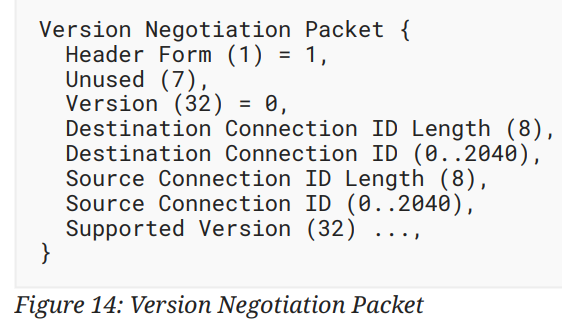 Version Negotiation Packet {
  Header Form (1) = 1,
  Unused (7),
  Version (32) = 0,
  Destination Connection ID Length (8),
  Destination Connection ID (0..2040),
  Source Connection ID Length (8),
  Source Connection ID (0..2040),
  Supported Version (32) ...,
}
Figure 14: Version Negotiation Packet